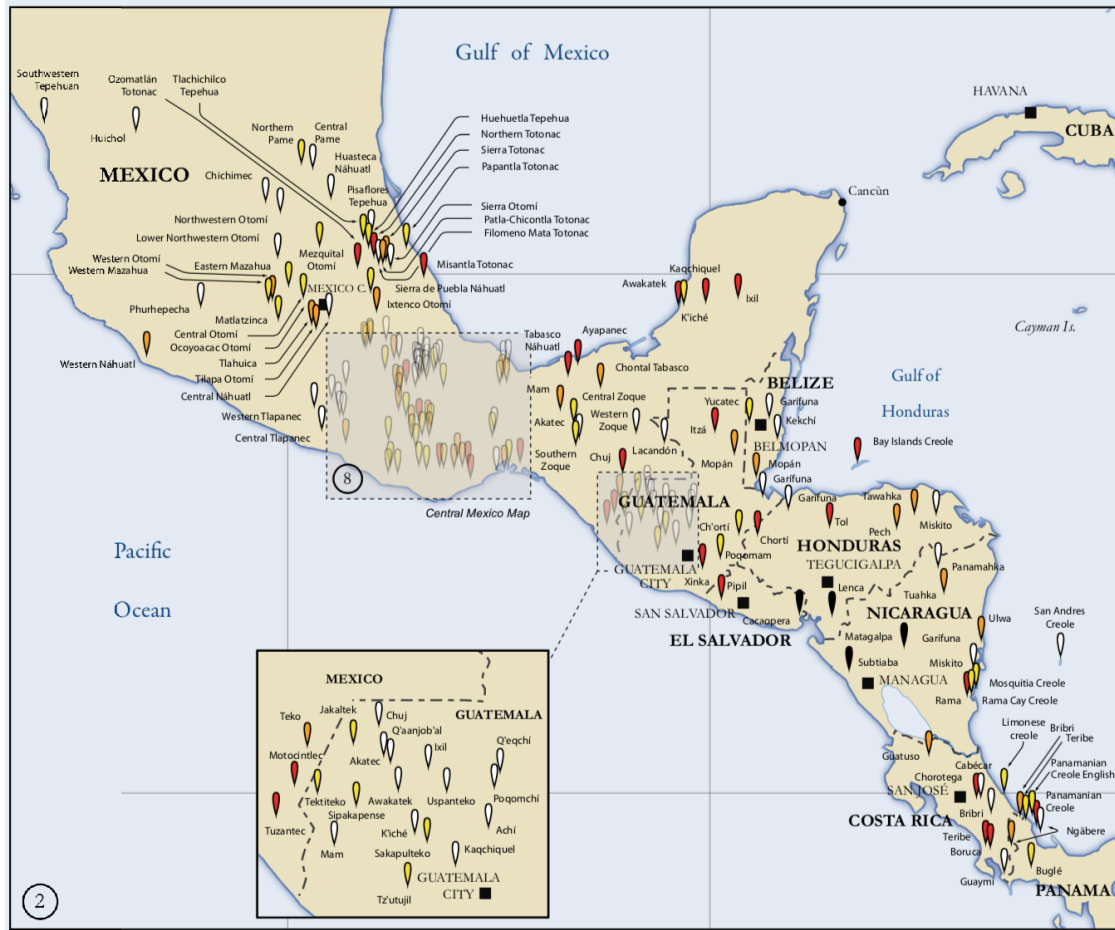 Gulf of Mexico
Southwestern
Tepehuan
Ozomatlán
Totonac
Tlachichilco
Tepehua
Huichol
MEXICO
Northern
Pame
Central
Pame
Huasteca
Náhuatl
Chichimec
Pisaflores
Tepehua
Huehuetla Tepehua
Northern Totonac
Sierra Totonac
Papantla Totonac
Sierra Otomí
Patla-Chicontla Totonac
Filomeno Mata Totonac
Misantla Totonac
Sierra de Puebla Náhuatl
Ixtenco Otomí
Northwestern Otomí
Lower Northwestern Otomí
Western Otomí
Western Mazahua
Eastern Mazahua
Mezquital
Otomí
MEXICO C.
Phurhepecha
Matlatzinca
Central Otomí
Ocoyoacac Otomí
Western Náhuatl
Tlahuica
Tilapa Otomí
Central Náhuatl
Western Tlapanec
Central Tlapanec
8
Central Mexico Map
HAVANA
CUBA
Cancùn
Kaqchiquel
Awakatek
K'iché
Ixil
Cayman Is.
Tabasco
Náhuatl
Ayapanec
Chontal Tabasco
Mam
Central Zoque
Akatec
Western
Zoque
Southern
Zoque
Lacandón
Chuj
Yucatec
Itzá
Mopán
BELIZE
Garífuna
Kekchí
BELMOPAN
Mopán
Garífuna
Gulf of
Honduras
Bay Islands Creole
GUATEMALA
Ch'ortí
Chortí
Poqomam
GUATEMALA
CITY
Xinka
Pipil
Garifuna
Tol
Tawahka
Pech
Miskito
HONDURAS
TEGUCIGALPA
Panamahka
Tuahka
Lenca
SAN SALVADOR
Cacaopera
EL SALVADOR
NICARAGUA
Ulwa
San Andres
Creole
Matagalpa
Garífuna
Subtiaba
Miskito
MANAGUA
Mosquitia Creole
Rama
Rama Cay Creole
Pacific
Ocean
Guatuso
Limonese
creole
Bribri
Teribe
Cabécar
Panamanian
Creole English
Chorotega
SAN JOSÉ
Panamanian
Creole
Bribri
COSTA RICA
Ngäbere
Teribe
Boruca
Guaymí
Buglé
PANAMA
MEXICO
GUATEMALA
Jakaltek
Chuj
Teko
Q'aanjob'al
Ixil
Q'eqchí
Motocintlec
Akatec
Tektiteko
Awakatek
Uspanteko
Poqomchí
Sipakapense
Tuzantec
K'iché
Achí
Mam
Sakapulteko
Kaqchiquel
GUATEMALA
CITY
Tz'utujil
2